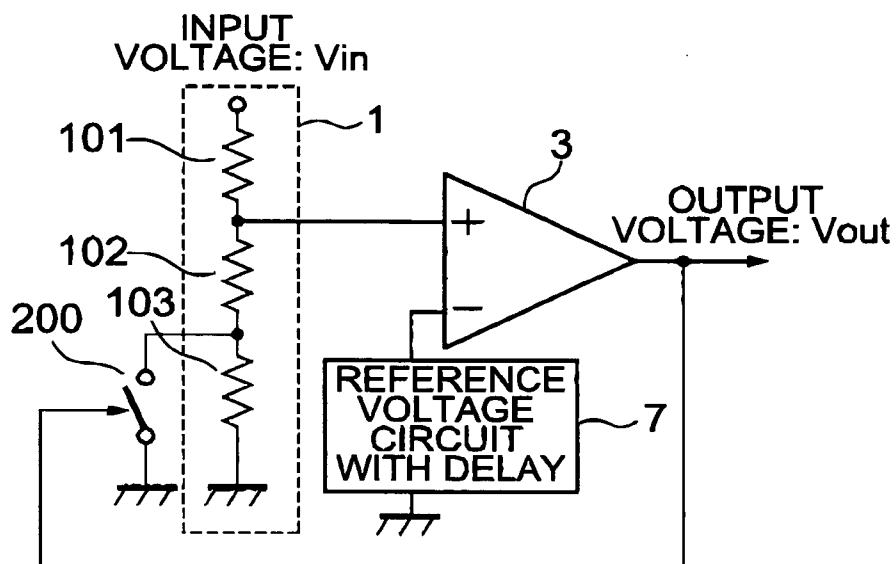 INPUT
VOLTAGE: Vin
1
101
3
+
OUTPUT
VOLTAGE: Vout
102
103
−
200
REFERENCE
VOLTAGE
CIRCUIT
WITH DELAY
7